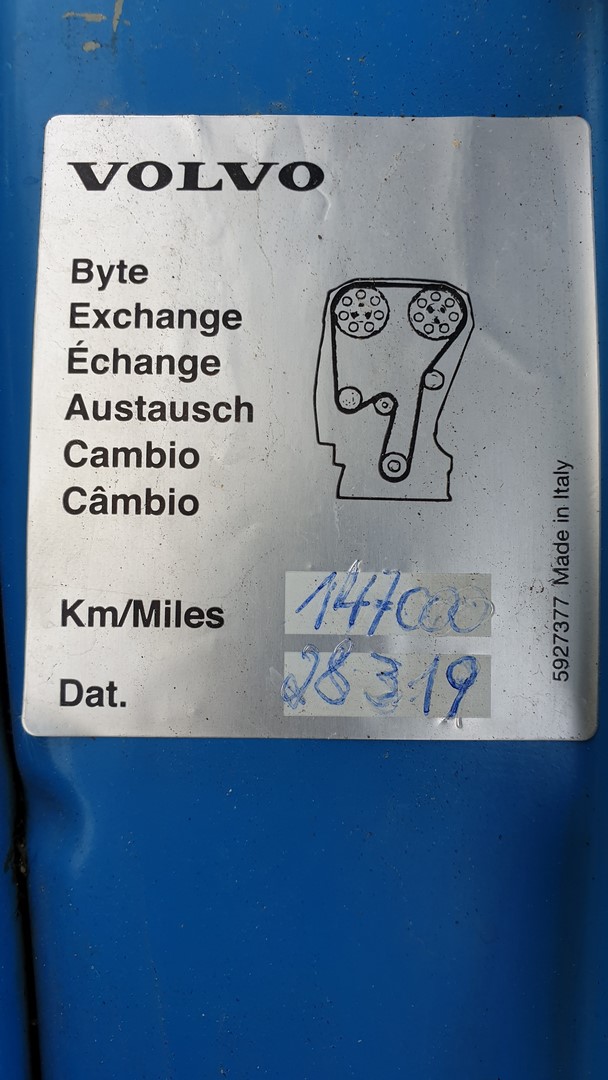 VOLVO
Byte
Exchange
Échange
Austausch
Cambio
Câmbio
Km/Miles 147000
Dat. 28 3 19
5927377 Made in Italy